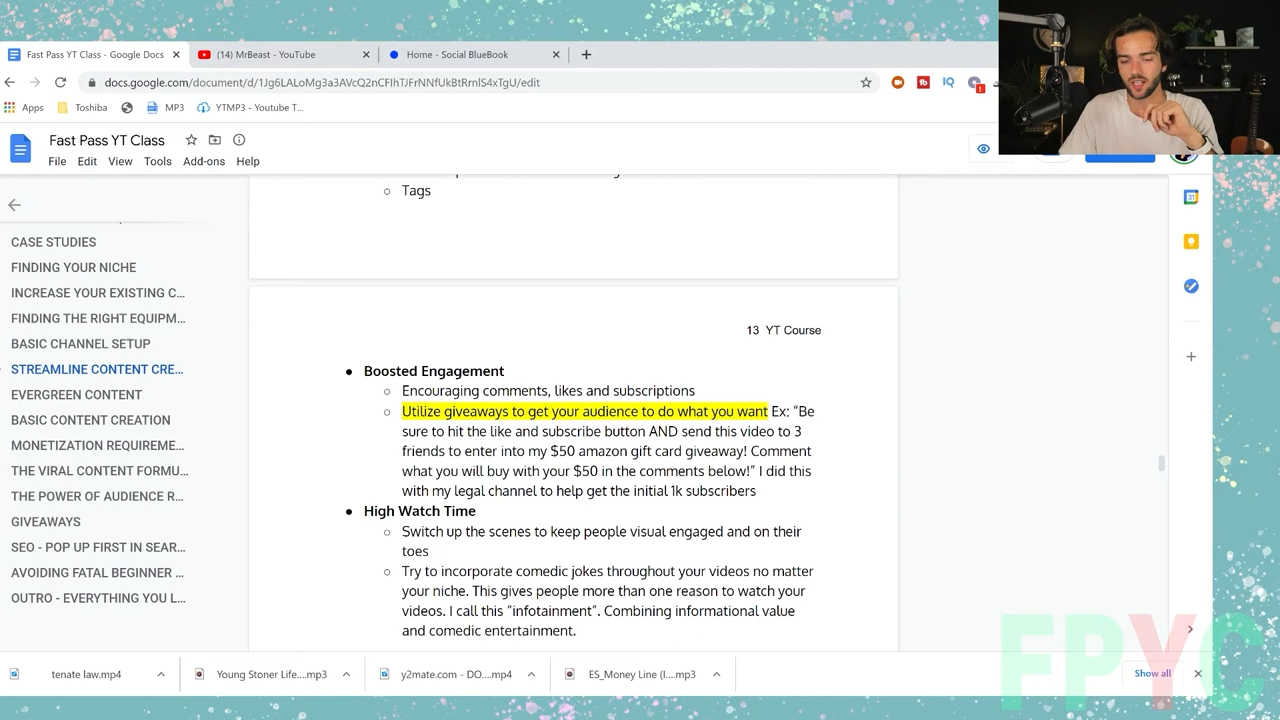 Fast Pass YT Class - Google Docs
(14) MrBeast - YouTube
Home - Social BlueBook
docs.google.com/document/d/1Jg6LALoMg3a3AVcQ2nCFlhTJFrNVNfUkBtRmlS4xTgU/edit
Apps
Toshiba
MP3
YTMP3 - Youtube T...
Fast Pass YT Class
File Edit View Tools Add-ons Help
Tags
CASE STUDIES
FINDING YOUR NICHE
INCREASE YOUR EXISTING C...
FINDING THE RIGHT EQUIPM...
BASIC CHANNEL SETUP
STREAMLINE CONTENT CRE...
EVERGREEN CONTENT
BASIC CONTENT CREATION
MONETIZATION REQUIREME...
THE VIRAL CONTENT FORMU...
THE POWER OF AUDIENCE R...
GIVEAWAYS
SEO - POP UP FIRST IN SEAR...
AVOIDING FATAL BEGINNER ...
OUTRO - EVERYTHING YOU L...
13 YT Course
Boosted Engagement
Encouraging comments, likes and subscriptions
Utilize giveaways to get your audience to do what you want Ex: “Be
sure to hit the like and subscribe button AND send this video to 3
friends to enter into my $50 amazon gift card giveaway! Comment
what you will buy with your $50 in the comments below!” I did this
with my legal channel to help get the initial 1k subscribers
High Watch Time
Switch up the scenes to keep people visual engaged and on their
toes
Try to incorporate comedic jokes throughout your videos no matter
your niche. This gives people more than one reason to watch your
videos. I call this “infotainment”. Combining informational value
and comedic entertainment.
tenate law.mp4
Young Stoner Life....mp3
y2mate.com - DO....mp4
ES_Money Line (I....mp3
Show all
FPYC